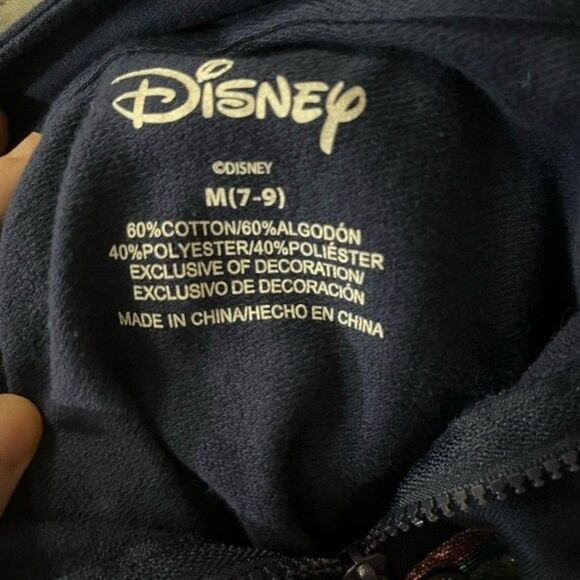 Disney
©DISNEY
M(7-9)
60%COTTON/60%ALGODÓN
40%POLYESTER/40%POLIÉSTER
EXCLUSIVE OF DECORATION/
EXCLUSIVO DE DECORACIÓN
MADE IN CHINA/HECHO EN CHINA